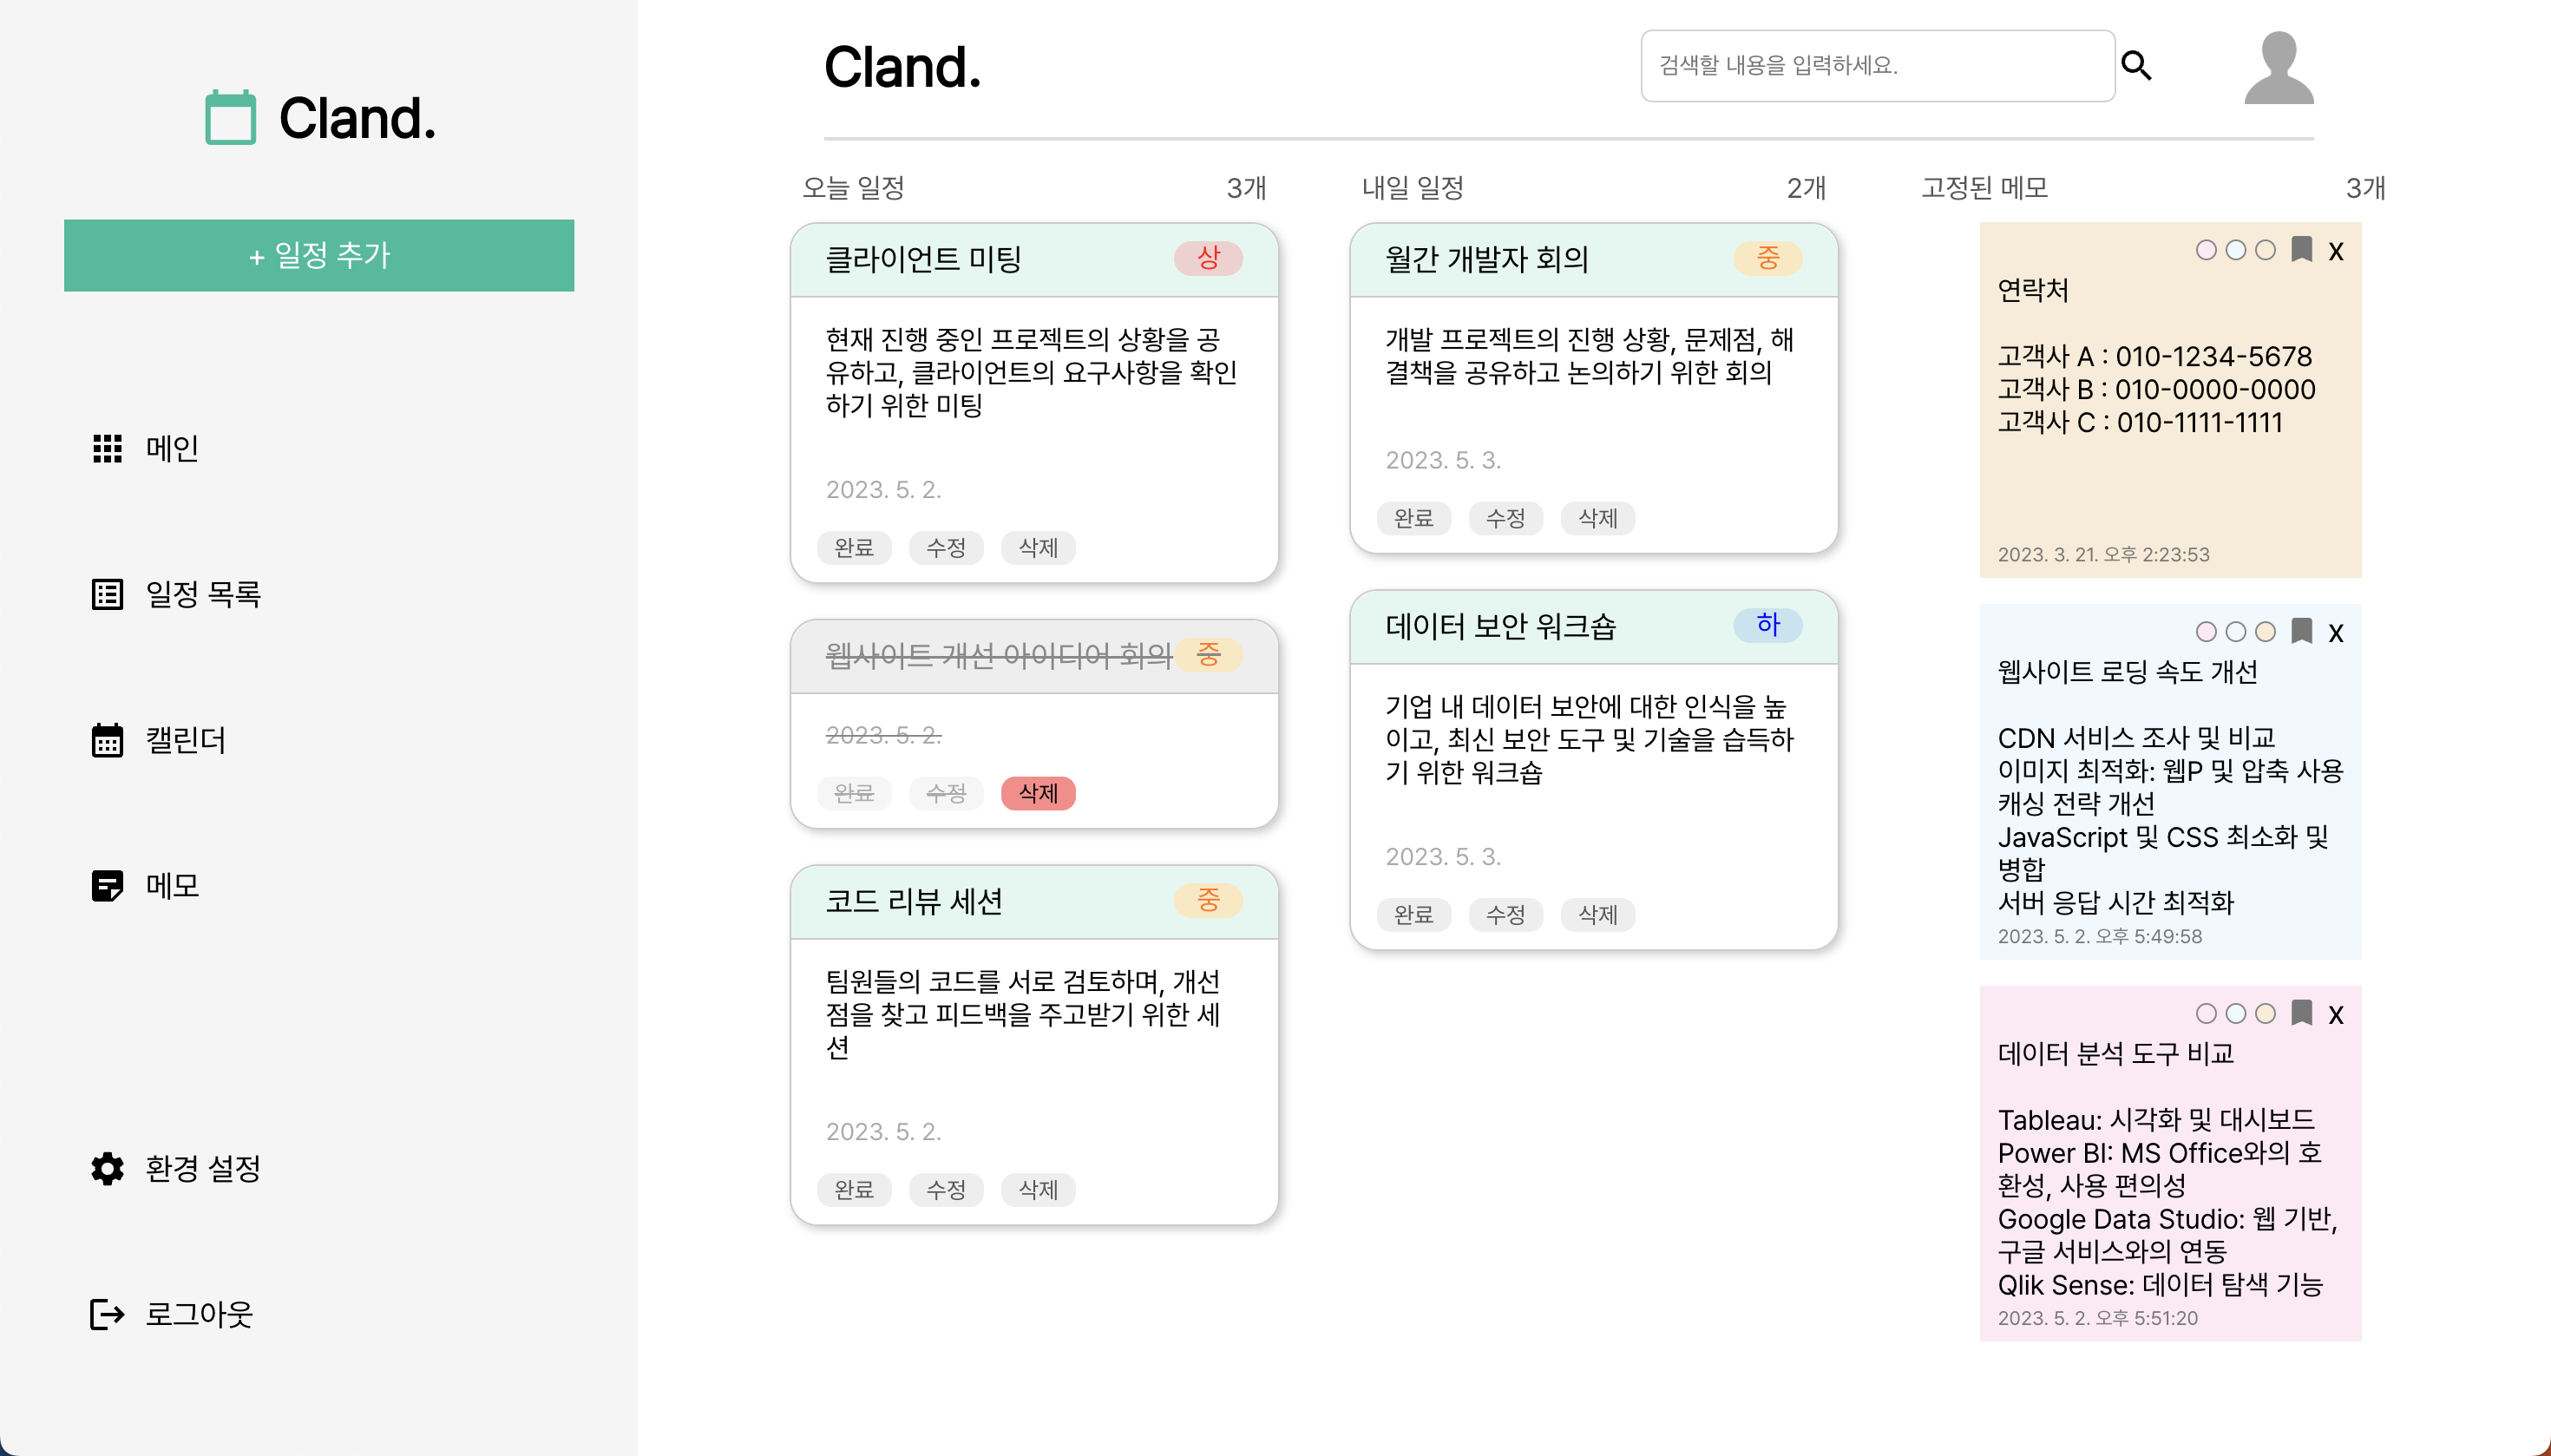 Cland.
+ 일정 추가
메인
일정 목록
캘린더
메모
환경 설정
로그아웃
Cland.
검색할 내용을 입력하세요.
오늘 일정 3개
클라이언트 미팅 상
현재 진행 중인 프로젝트의 상황을 공
유하고, 클라이언트의 요구사항을 확인
하기 위한 미팅
2023. 5. 2.
완료 수정 삭제
웹사이트 개선 아이디어 회의 중
2023. 5. 2.
완료 수정 삭제
코드 리뷰 세션 중
팀원들의 코드를 서로 검토하며, 개선
점을 찾고 피드백을 주고받기 위한 세
션
2023. 5. 2.
완료 수정 삭제
내일 일정 2개
월간 개발자 회의 중
개발 프로젝트의 진행 상황, 문제점, 해
결책을 공유하고 논의하기 위한 회의
2023. 5. 3.
완료 수정 삭제
데이터 보안 워크숍 하
기업 내 데이터 보안에 대한 인식을 높
이고, 최신 보안 도구 및 기술을 습득하
기 위한 워크숍
2023. 5. 3.
완료 수정 삭제
고정된 메모 3개
X
연락처
고객사 A : 010-1234-5678
고객사 B : 010-0000-0000
고객사 C : 010-1111-1111
2023. 3. 21. 오후 2:23:53
X
웹사이트 로딩 속도 개선
CDN 서비스 조사 및 비교
이미지 최적화: 웹P 및 압축 사용
캐싱 전략 개선
JavaScript 및 CSS 최소화 및
병합
서버 응답 시간 최적화
2023. 5. 2. 오후 5:49:58
X
데이터 분석 도구 비교
Tableau: 시각화 및 대시보드
Power BI: MS Office와의 호
환성, 사용 편의성
Google Data Studio: 웹 기반,
구글 서비스와의 연동
Qlik Sense: 데이터 탐색 기능
2023. 5. 2. 오후 5:51:20